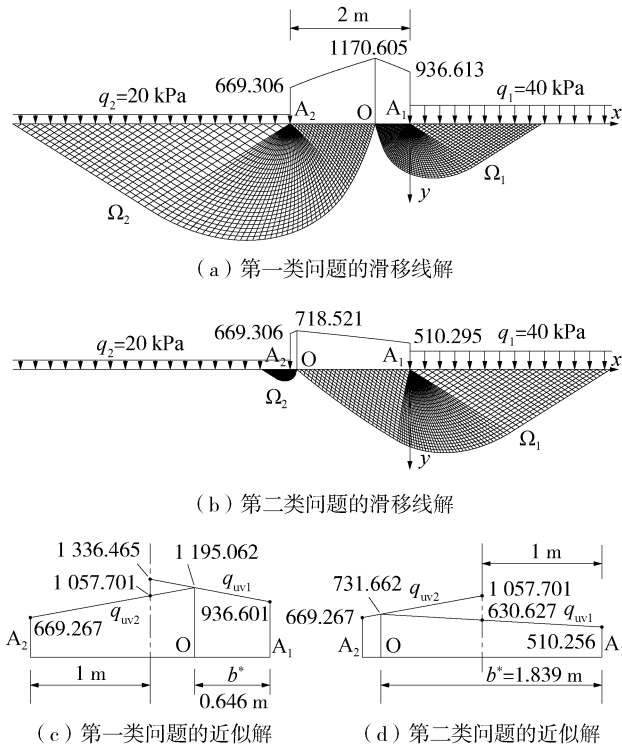 2 m
1170.605
669.306
936.613
q₂=20 kPa
q₁=40 kPa
A₂
O
A₁
x
Ω₂
Ω₁
y
（a）第一类问题的滑移线解
669.306
718.521
510.295
q₂=20 kPa
q₁=40 kPa
A₂
O
A₁
x
Ω₂
Ω₁
y
（b）第二类问题的滑移线解
1 336.465
1 195.062
1 057.701
q_uv1
q_uv2
936.601
669.267
A₂
O
A₁
1 m
b*
0.646 m
（c）第一类问题的近似解
1 m
731.662
1 057.701
q_uv2
630.627
q_uv1
669.267
510.256
A₂
O
A
b*=1.839 m
（d）第二类问题的近似解